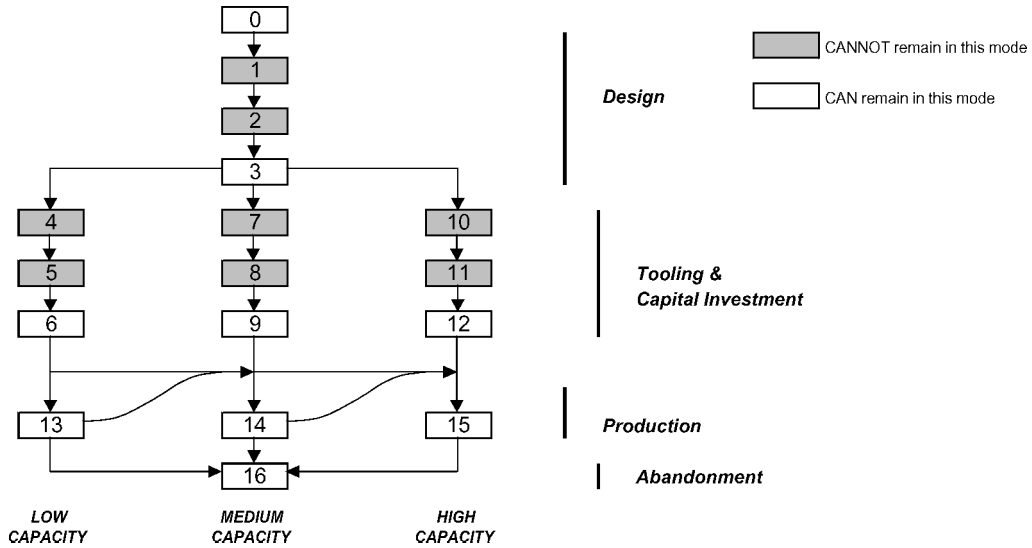 0
CANNOT remain in this mode
1
Design
CAN remain in this mode
2
3
4 7 10
5 8 11
Tooling &
Capital Investment
6 9 12
13 14 15
Production
16
Abandonment
LOW MEDIUM HIGH
CAPACITY CAPACITY CAPACITY